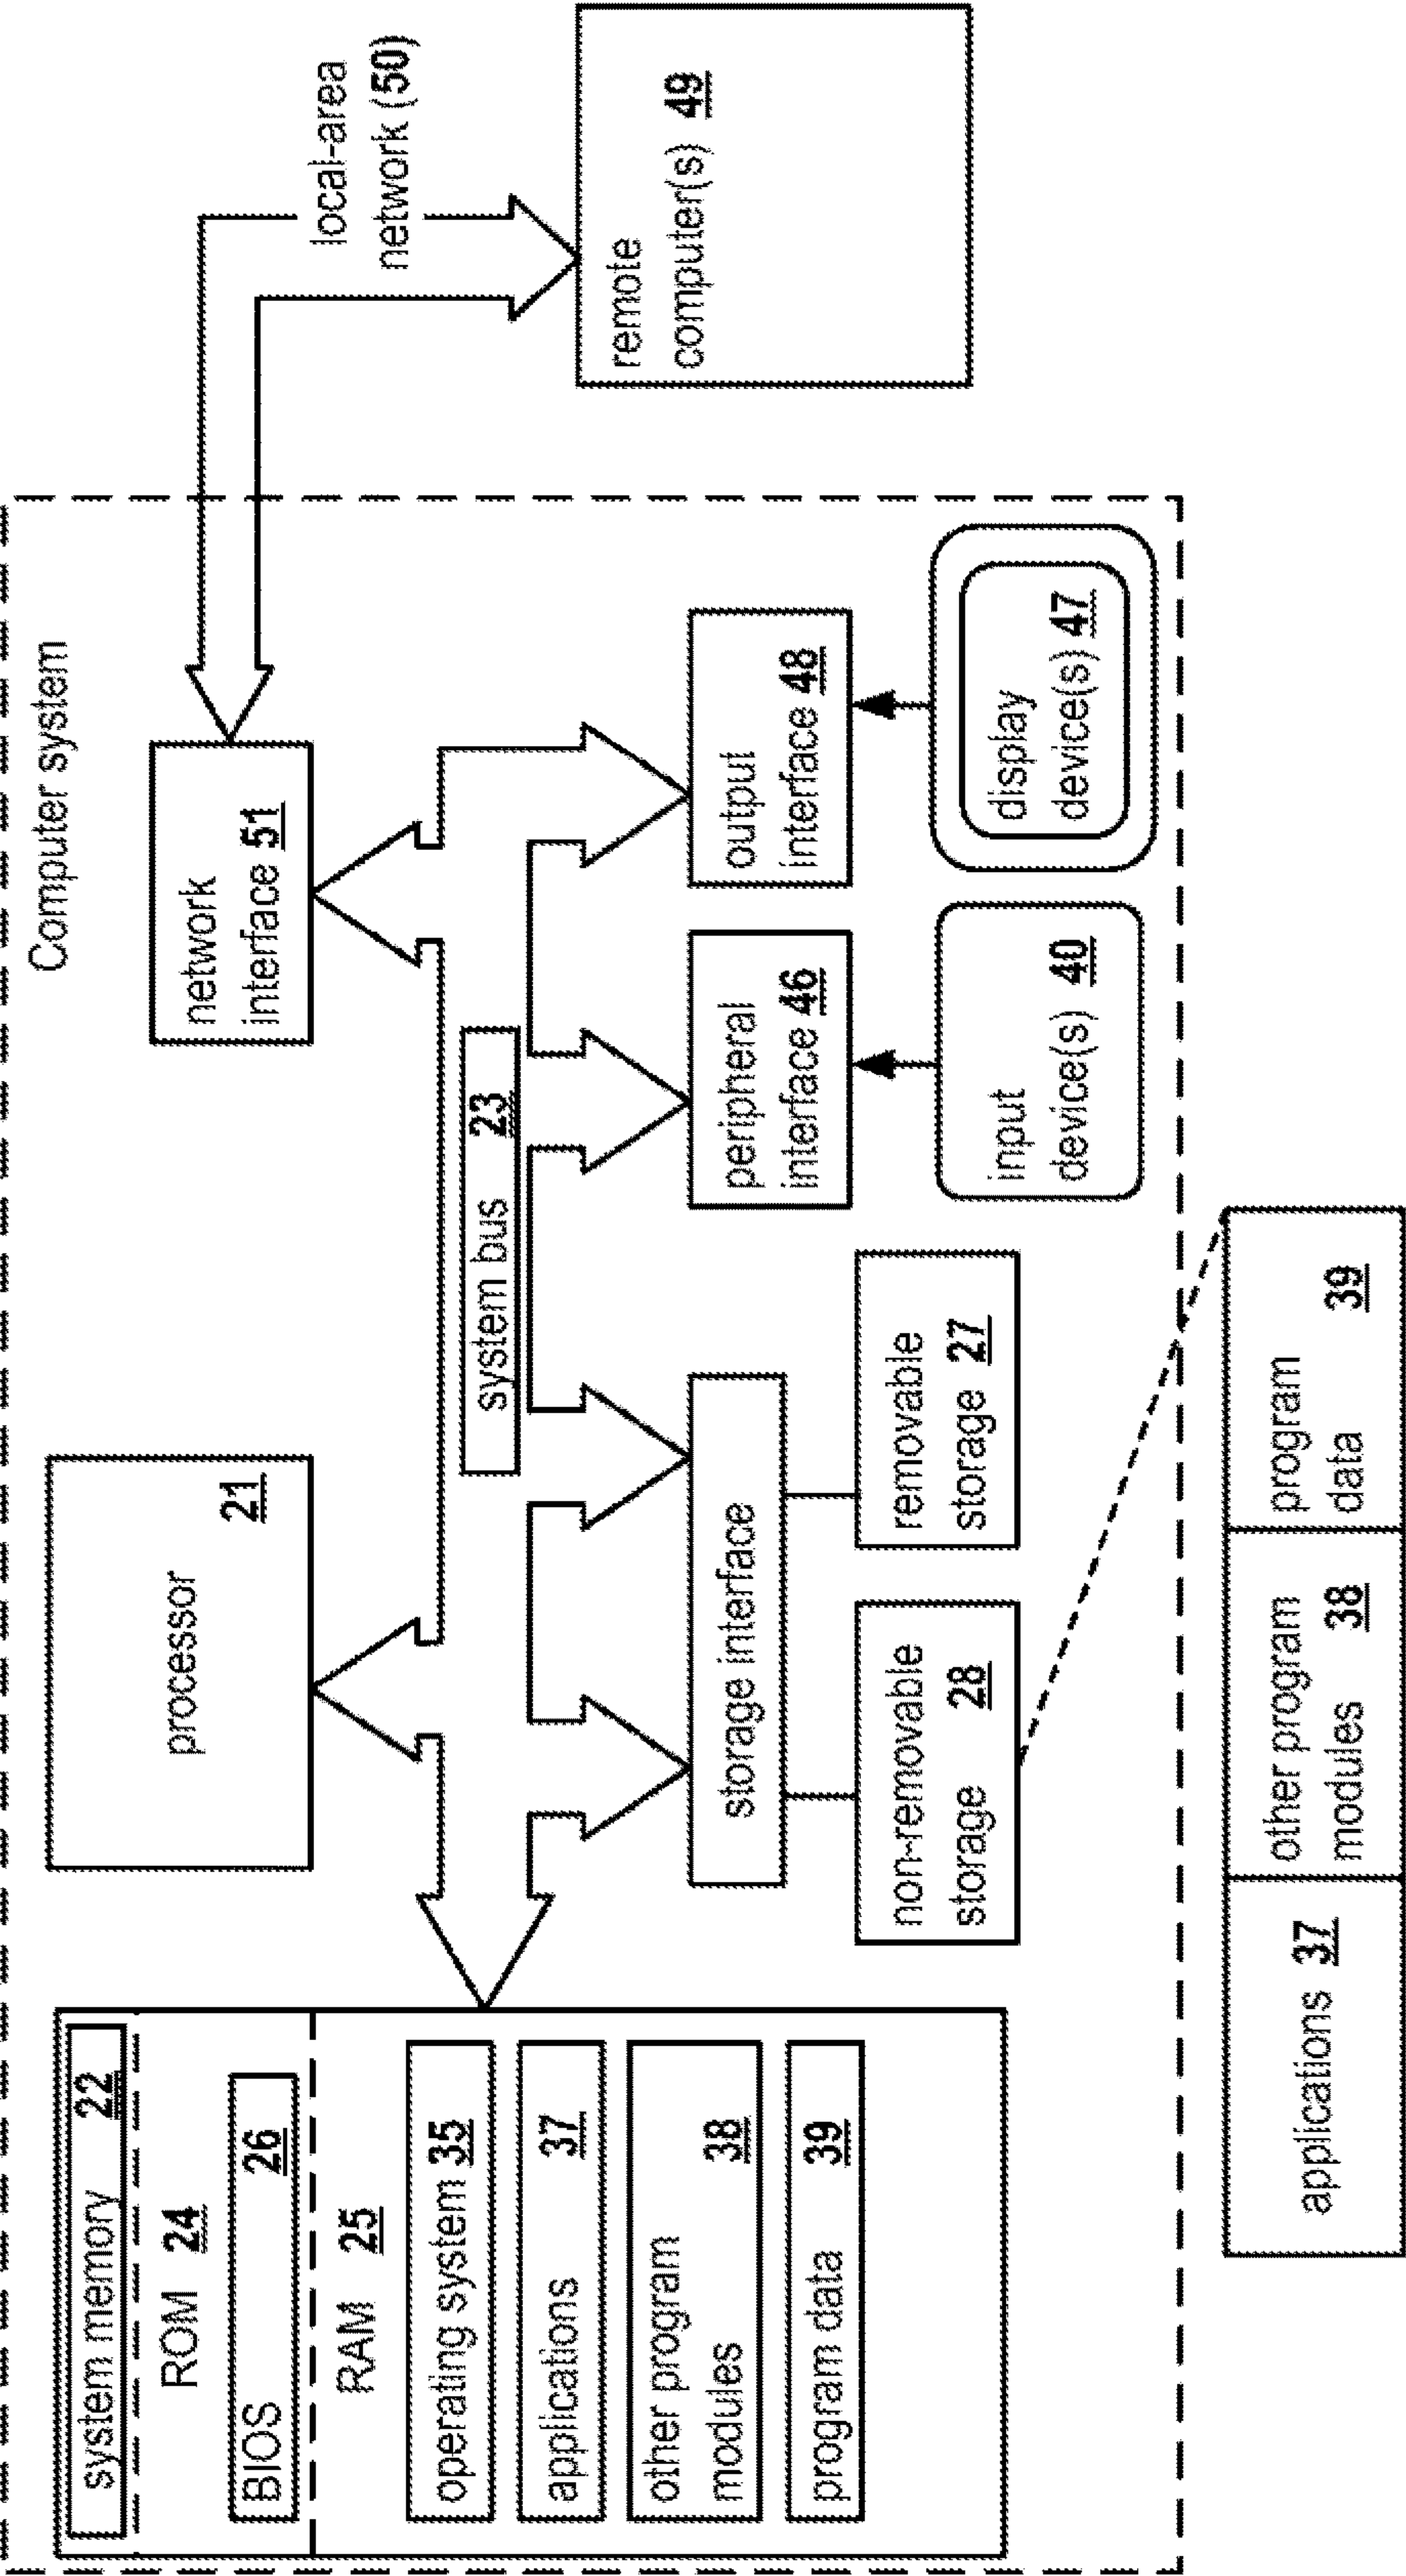 Computer system
system memory 22
ROM 24
BIOS 26
RAM 25
operating system 35
applications 37
other program
modules 38
program data 39
processor
21
network
interface 51
system bus 23
storage interface
non-removable
storage 28
removable
storage 27
peripheral
interface 46
output
interface 48
input
device(s) 40
display
device(s) 47
local-area
network (50)
remote
computer(s) 49
applications 37
other program
modules 38
program
data 39